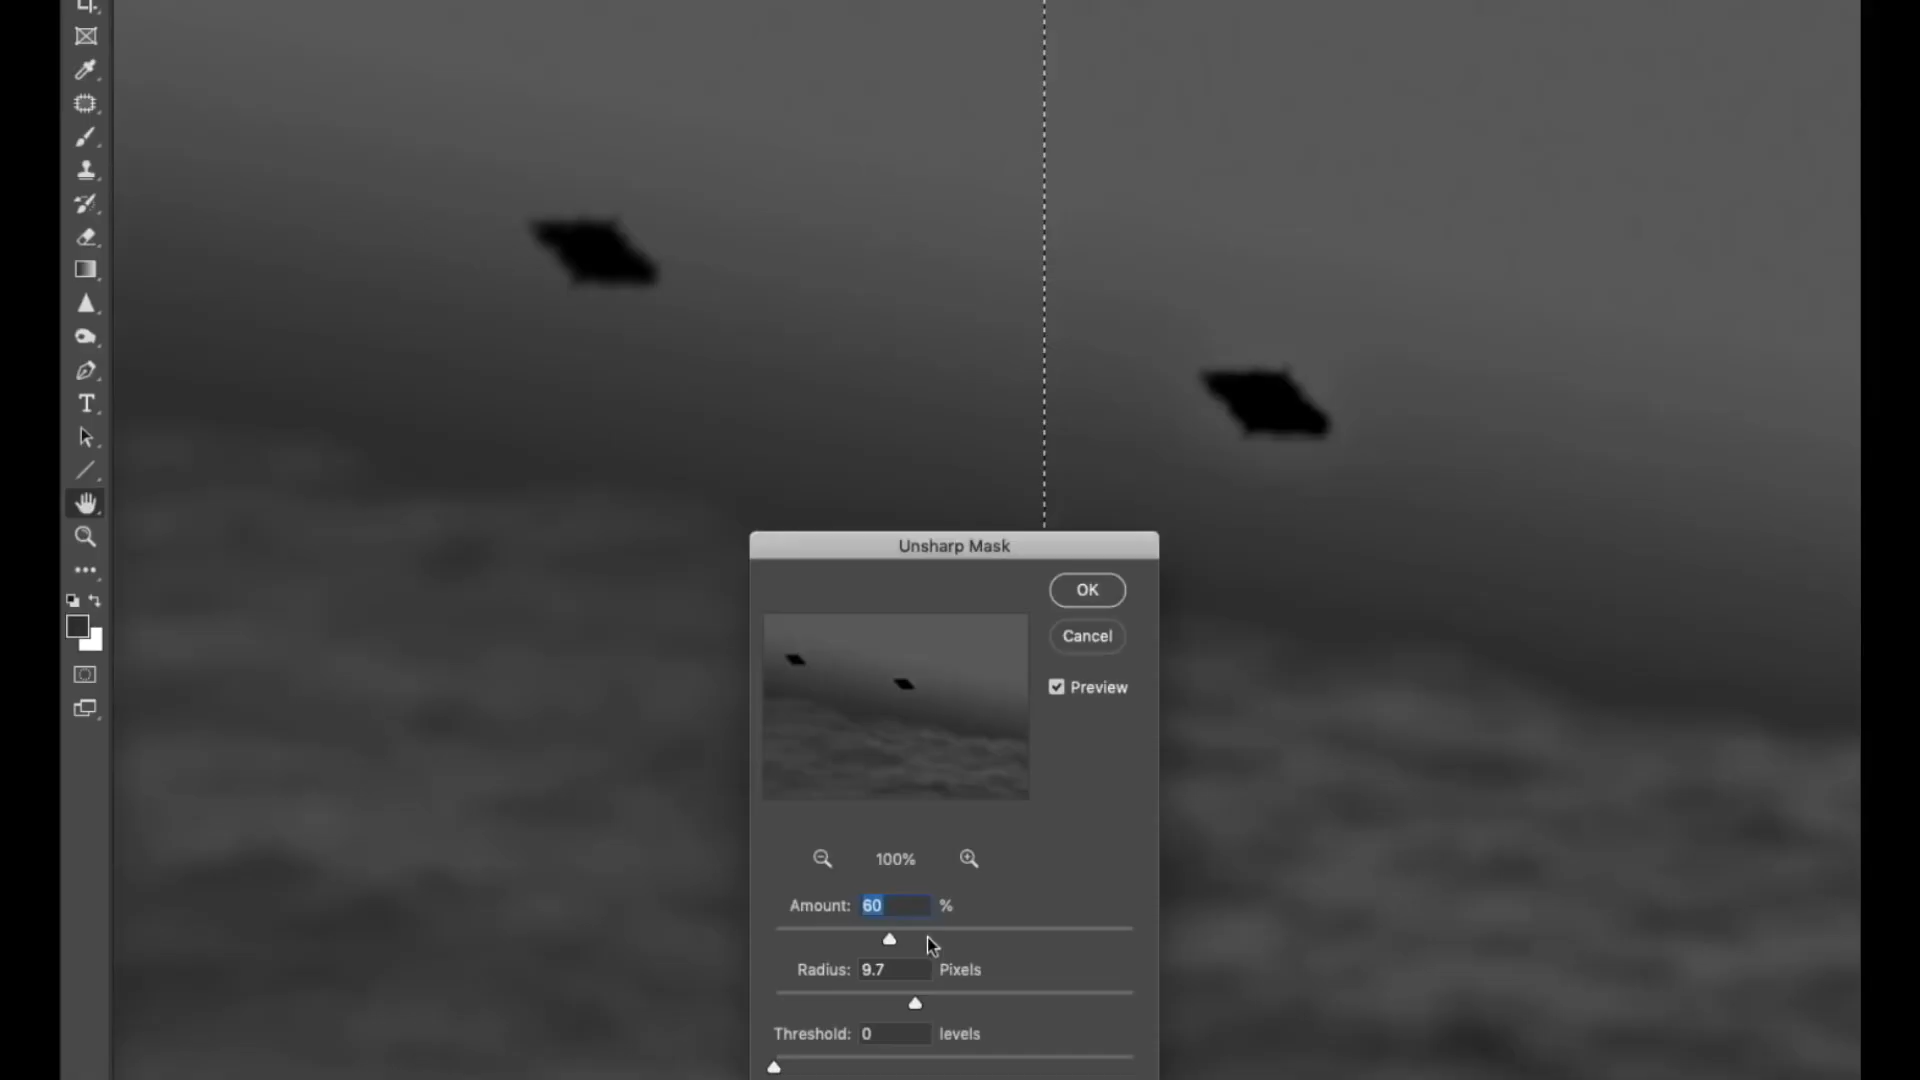 Unsharp Mask
OK
Cancel
Preview
100%
Amount: 60 %
Radius: 9.7 Pixels
Threshold: 0 levels